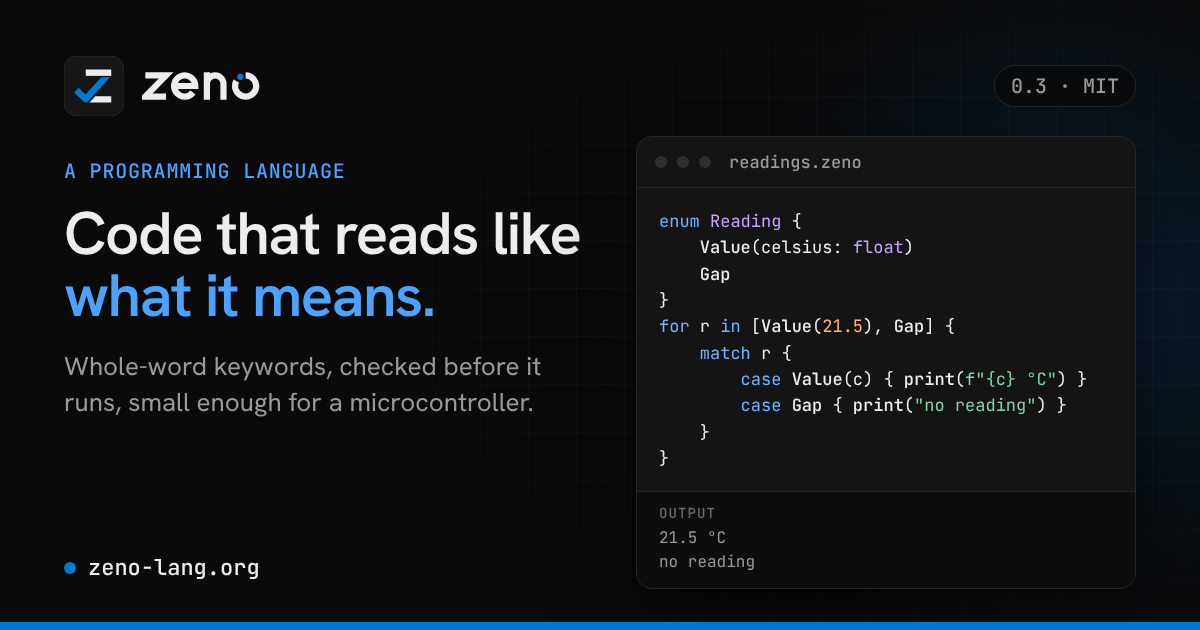 zeno
0.3 · MIT
A PROGRAMMING LANGUAGE
Code that reads like
what it means.
Whole-word keywords, checked before it
runs, small enough for a microcontroller.
zeno-lang.org
readings.zeno
enum Reading {
    Value(celsius: float)
    Gap
}
for r in [Value(21.5), Gap] {
    match r {
        case Value(c) { print(f"{c} °C") }
        case Gap { print("no reading") }
    }
}
OUTPUT
21.5 °C
no reading